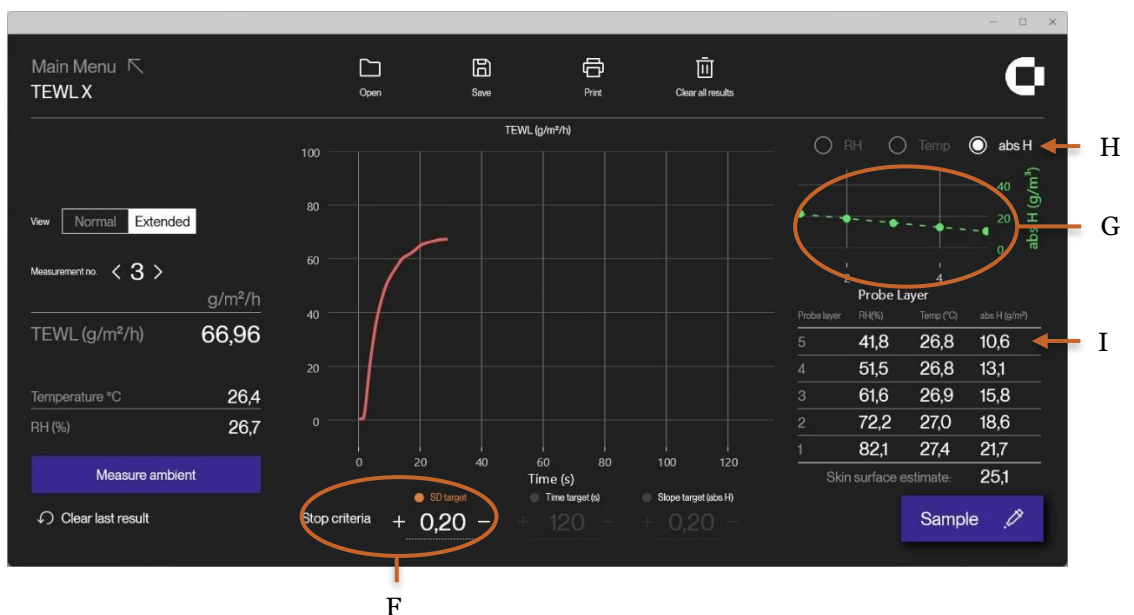 Main Menu
TEWL X
Open
Save
Print
Clear all results
TEWL (g/m²/h)
100
80
60
40
20
0
0 20 40 60 80 100 120
Time (s)
View Normal Extended
Measurement no. < 3 >
g/m²/h
TEWL (g/m²/h) 66,96
Temperature °C 26,4
RH (%) 26,7
Measure ambient
Clear last result
Stop criteria
SD target
+ 0,20 -
Time target (s)
+ 120 -
Slope target (abs H)
+ 0,20 -
F
RH Temp abs H
H
40
20
0
abs H (g/m³)
G
2 4
Probe Layer
Probe layer RH(%) Temp (°C) abs H (g/m³)
5 41,8 26,8 10,6
I
4 51,5 26,8 13,1
3 61,6 26,9 15,8
2 72,2 27,0 18,6
1 82,1 27,4 21,7
Skin surface estimate: 25,1
Sample